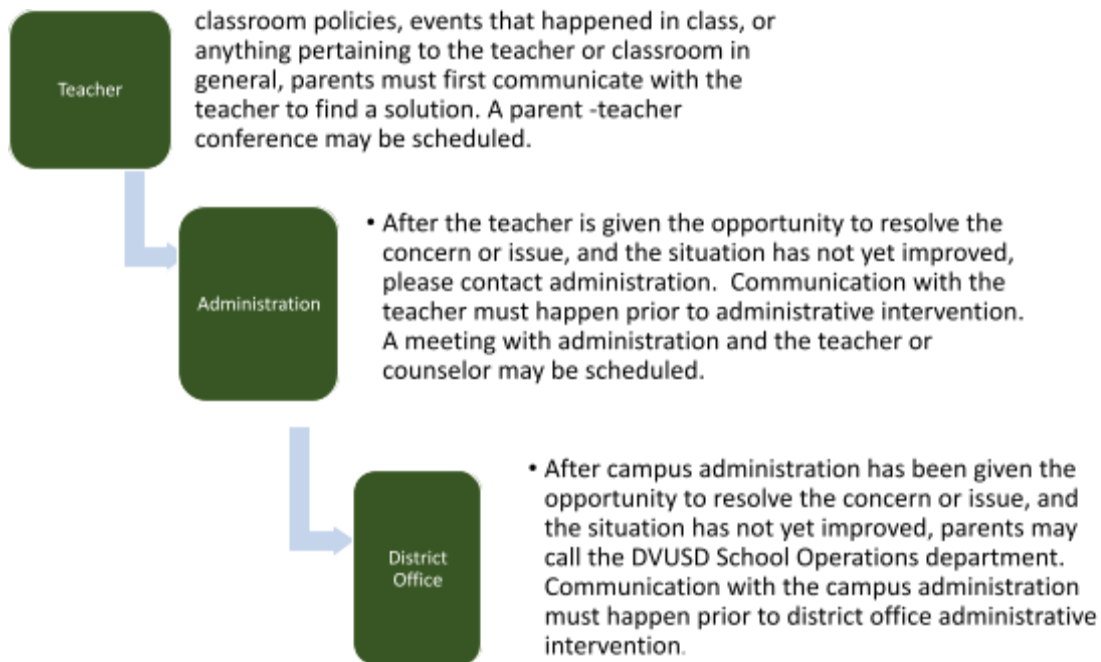 classroom policies, events that happened in class, or
anything pertaining to the teacher or classroom in
general, parents must first communicate with the
teacher to find a solution. A parent -teacher
conference may be scheduled.
Teacher
• After the teacher is given the opportunity to resolve the
concern or issue, and the situation has not yet improved,
please contact administration.  Communication with the
teacher must happen prior to administrative intervention.
A meeting with administration and the teacher or
counselor may be scheduled.
Administration
• After campus administration has been given the
opportunity to resolve the concern or issue, and
the situation has not yet improved, parents may
call the DVUSD School Operations department.
Communication with the campus administration
must happen prior to district office administrative
intervention.
District
Office